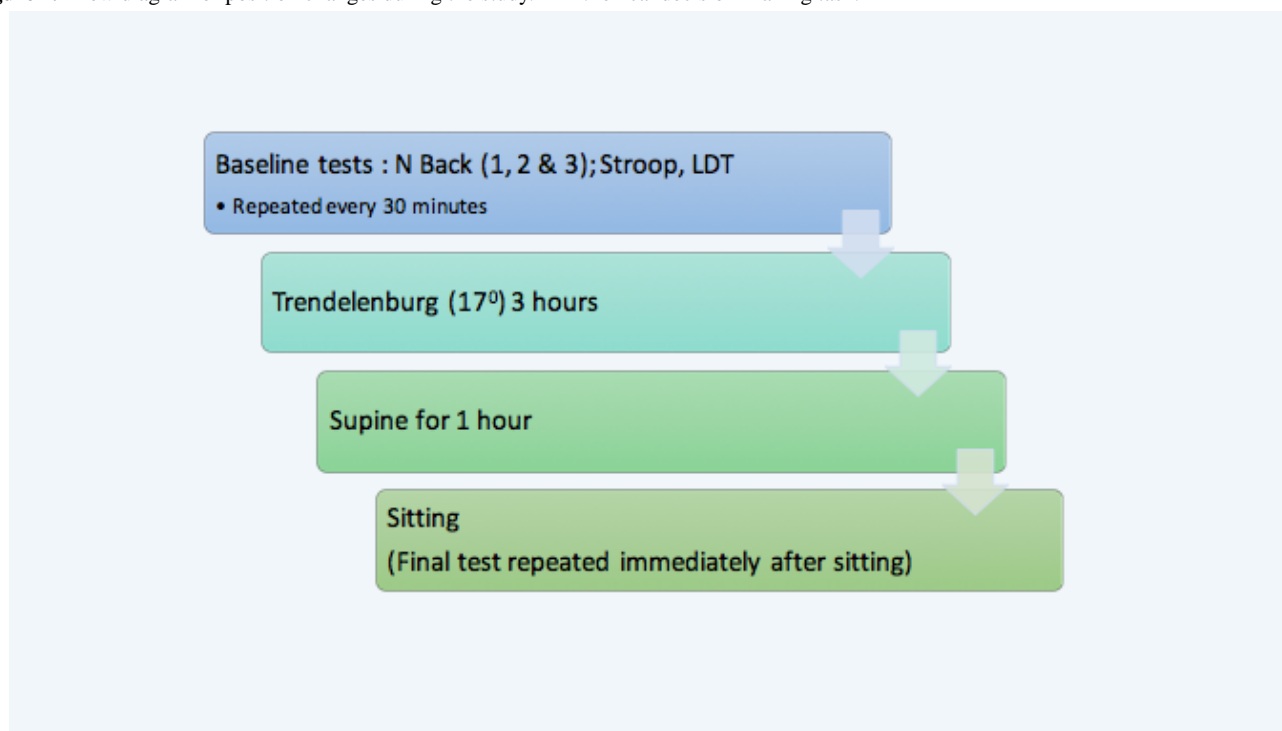 Baseline tests : N Back (1, 2 & 3); Stroop, LDT
• Repeated every 30 minutes
Trendelenburg (17⁰) 3 hours
Supine for 1 hour
Sitting
(Final test repeated immediately after sitting)